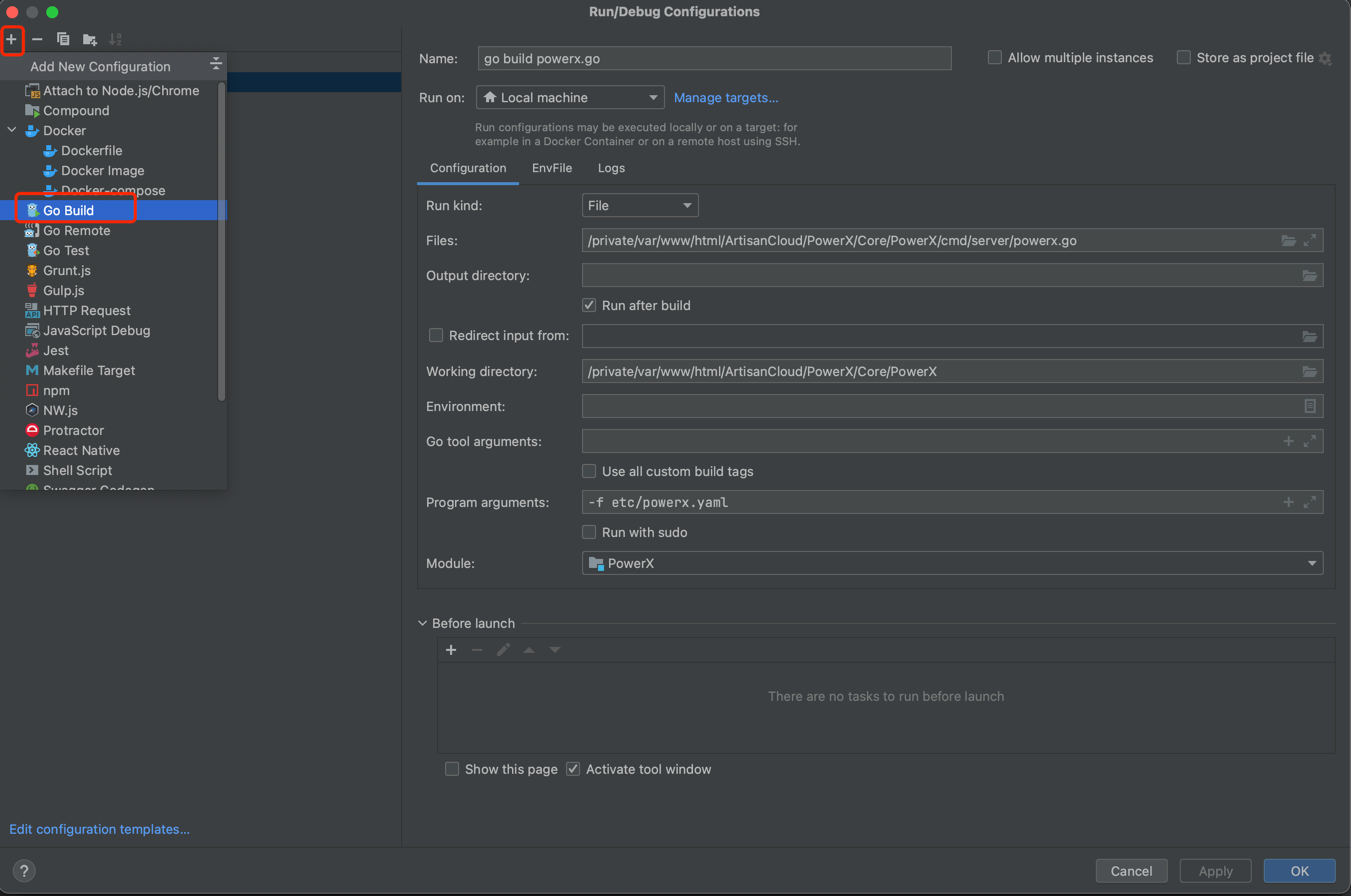 Run/Debug Configurations
Add New Configuration
Attach to Node.js/Chrome
Compound
Docker
Dockerfile
Docker Image
Docker-compose
Go Build
Go Remote
Go Test
Grunt.js
Gulp.js
HTTP Request
JavaScript Debug
Jest
Makefile Target
npm
NW.js
Protractor
React Native
Shell Script
Swagger Codegen
Edit configuration templates...
Name: go build powerx.go
Allow multiple instances
Store as project file
Run on: Local machine Manage targets...
Run configurations may be executed locally or on a target: for
example in a Docker Container or on a remote host using SSH.
Configuration EnvFile Logs
Run kind: File
Files: /private/var/www/html/ArtisanCloud/PowerX/Core/PowerX/cmd/server/powerx.go
Output directory:
Run after build
Redirect input from:
Working directory: /private/var/www/html/ArtisanCloud/PowerX/Core/PowerX
Environment:
Go tool arguments:
Use all custom build tags
Program arguments: -f etc/powerx.yaml
Run with sudo
Module: PowerX
Before launch
There are no tasks to run before launch
Show this page Activate tool window
? Cancel Apply OK